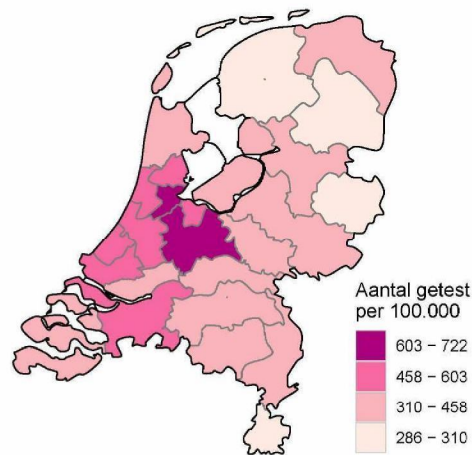 Aantal getest
per 100.000
603 – 722
458 – 603
310 – 458
286 – 310